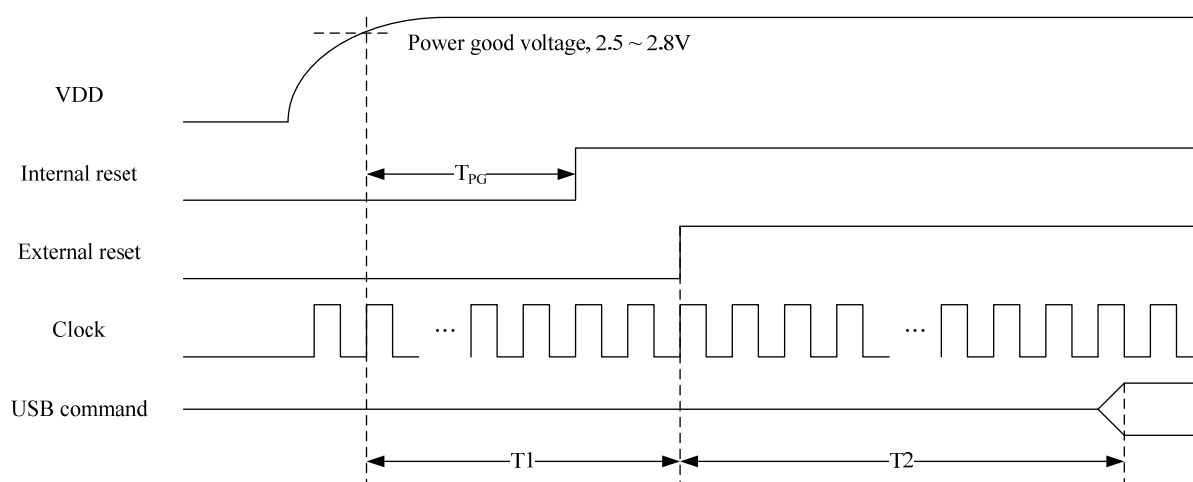 Power good voltage, 2.5 ~ 2.8V
VDD
Internal reset
TPG
External reset
Clock
...
...
USB command
T1
T2